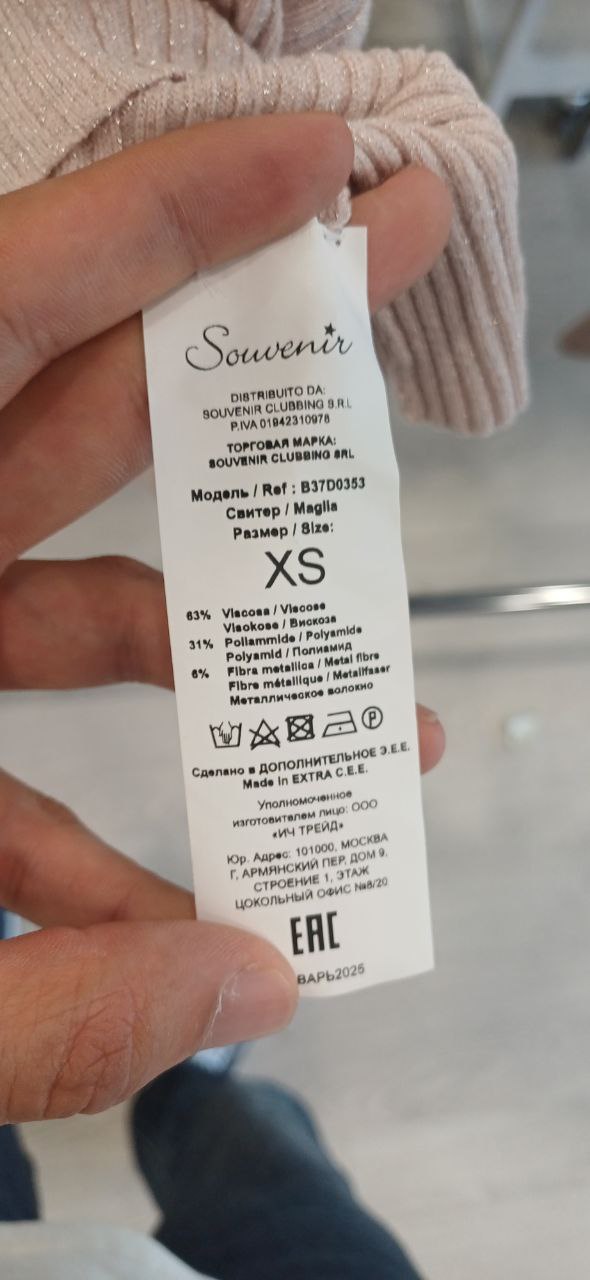 Souvenir
DISTRIBUITO DA:
SOUVENIR CLUBBING S.R.L
P.IVA 01942310978
ТОРГОВАЯ МАРКА:
SOUVENIR CLUBBING SRL
Модель / Ref : B37D0353
Свитер / Maglia
Размер / Size:
XS
63% Viscosa / Viscose
Viskose / Вискоза
31% Poliammide / Polyamide
Polyamid / Полиамид
6% Fibra metallica / Metal fibre
Fibre métallique / Metallfaser
Металлическое волокно
P
Сделано в ДОПОЛНИТЕЛЬНОЕ Э.Е.Е.
Made in EXTRA C.E.E.
Уполномоченное
изготовителем лицо: ООО
«ИЧ ТРЕЙД»
Юр. Адрес: 101000, МОСКВА
Г, АРМЯНСКИЙ ПЕР, ДОМ 9,
СТРОЕНИЕ 1, ЭТАЖ
ЦОКОЛЬНЫЙ ОФИС №8/20
EAC
ВАРЬ2025